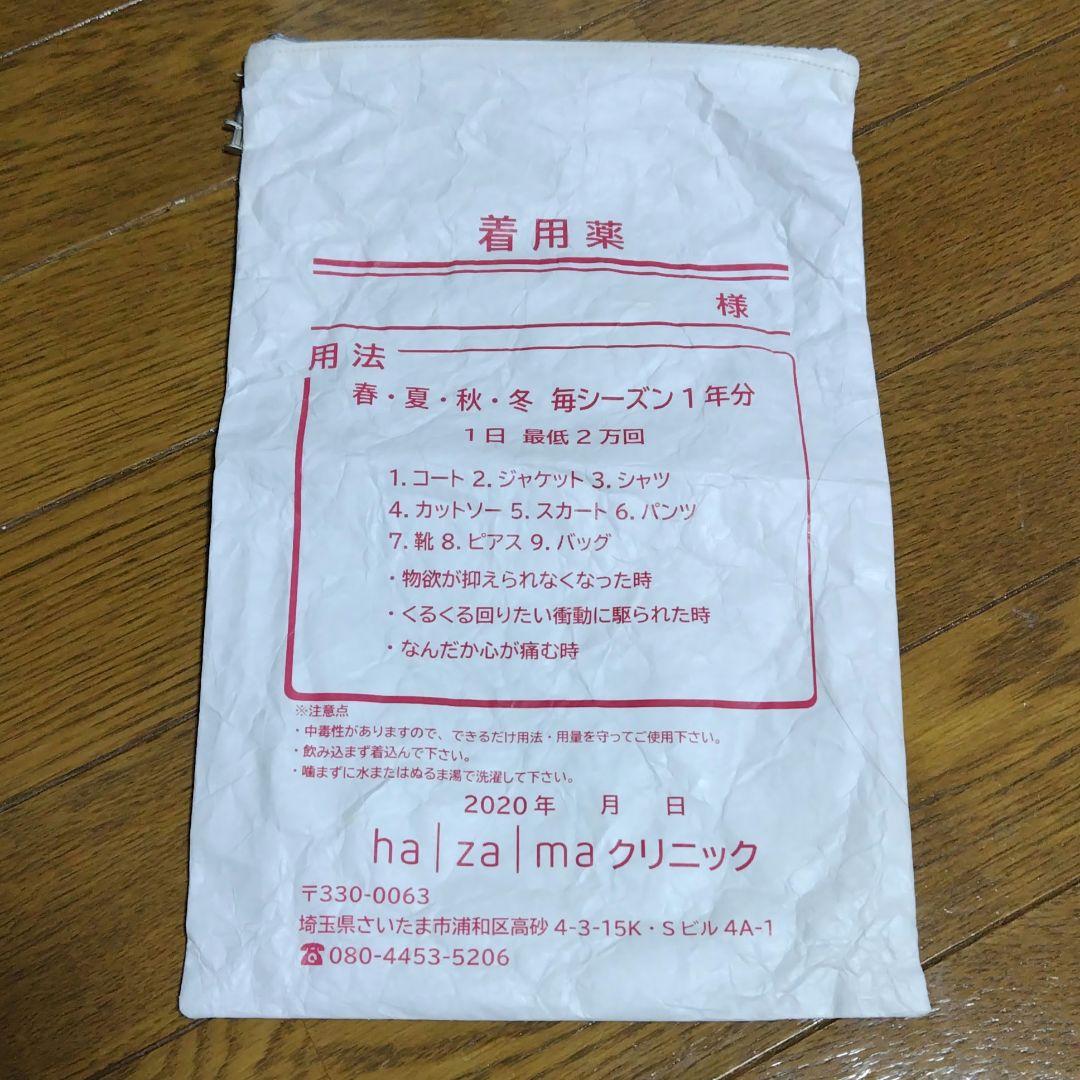 着用薬
様
用法
春・夏・秋・冬 毎シーズン1年分
1日 最低2万回
1. コート 2. ジャケット 3. シャツ
4. カットソー 5. スカート 6. パンツ
7. 靴 8. ピアス 9. バッグ
・物欲が抑えられなくなった時
・くるくる回りたい衝動に駆られた時
・なんだか心が痛む時
※注意点
・中毒性がありますので、できるだけ用法・用量を守ってご使用下さい。
・飲み込まず着込んで下さい。
・噛まずに水またはぬるま湯で洗濯して下さい。
2020年 月 日
ha|za|maクリニック
〒330-0063
埼玉県さいたま市浦和区高砂 4-3-15K・Sビル 4A-1
☎080-4453-5206